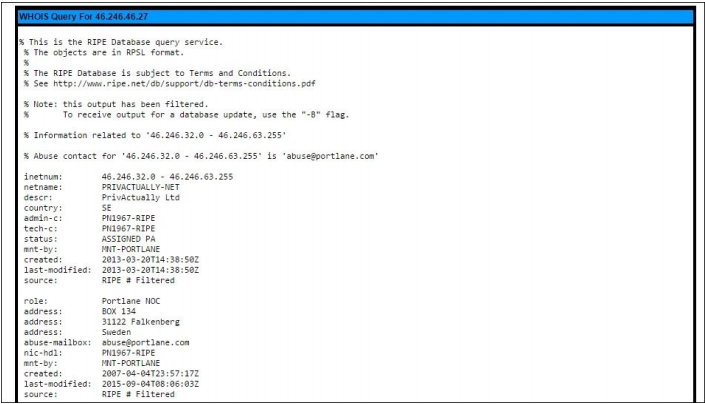 WHOIS Query For 46.246.46.27
% This is the RIPE Database query service.
% The objects are in RPSL format.
%
% The RIPE Database is subject to Terms and Conditions.
% See http://www.ripe.net/db/support/db-terms-conditions.pdf
% Note: this output has been filtered.
% To receive output for a database update, use the "-B" flag.
% Information related to '46.246.32.0 - 46.246.63.255'
% Abuse contact for '46.246.32.0 - 46.246.63.255' is 'abuse@portlane.com'
inetnum: 46.246.32.0 - 46.246.63.255
netname: PRIVACTUALLY-NET
descr: PrivActually Ltd
country: SE
admin-c: PN1967-RIPE
tech-c: PN1967-RIPE
status: ASSIGNED PA
mnt-by: MNT-PORTLANE
created: 2013-03-20T14:38:50Z
last-modified: 2013-03-20T14:38:50Z
source: RIPE # Filtered
role: Portlane NOC
address: BOX 134
address: 31122 Falkenberg
address: Sweden
abuse-mailbox: abuse@portlane.com
nic-hdl: PN1967-RIPE
mnt-by: MNT-PORTLANE
created: 2007-04-04T23:57:17Z
last-modified: 2015-09-04T08:06:03Z
source: RIPE # Filtered